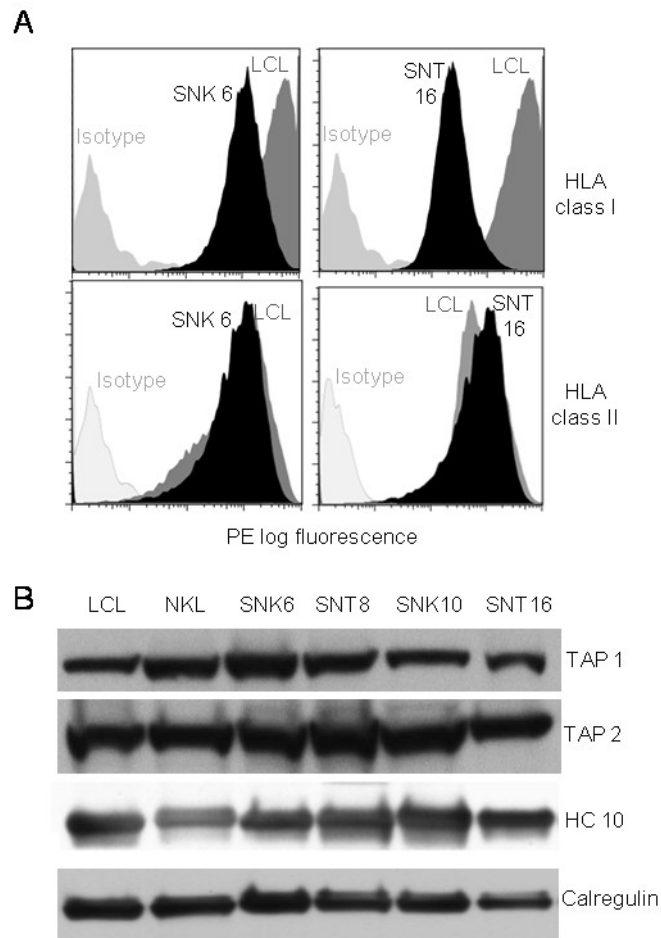 A
SNK 6
LCL
Isotype
SNT
16
LCL
Isotype
HLA
class I
SNK 6
LCL
Isotype
LCL
SNT
16
Isotype
HLA
class II
PE log fluorescence
B
LCL NKL SNK6 SNT8 SNK10 SNT16
TAP 1
TAP 2
HC 10
Calregulin